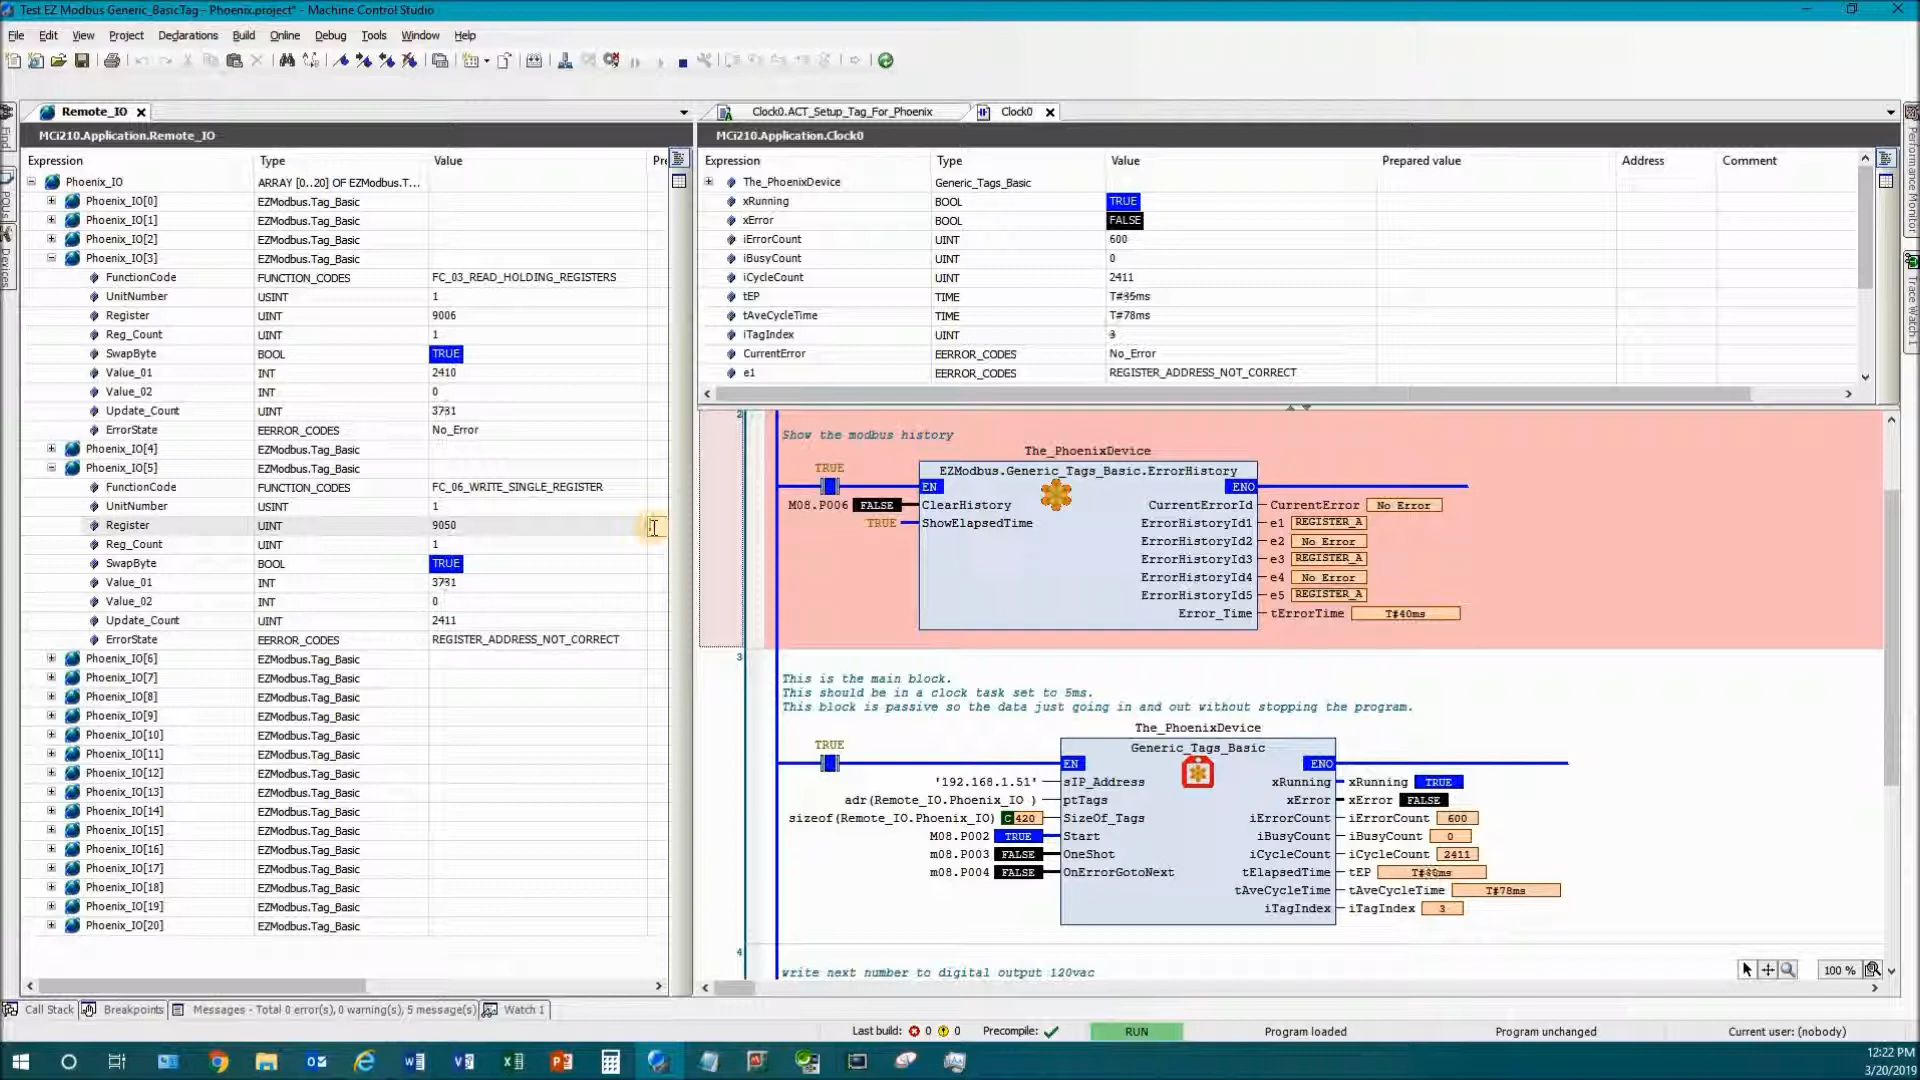 Test EZ Modbus Generic_BasicTag - Phoenix.project* - Machine Control Studio
File Edit View Project Declarations Build Online Debug Tools Window Help
Remote_IO
MCi210.Application.Remote_IO
Expression Type Value Pre
Phoenix_IO ARRAY [0..20] OF EZModbus.T...
Phoenix_IO[0] EZModbus.Tag_Basic
Phoenix_IO[1] EZModbus.Tag_Basic
Phoenix_IO[2] EZModbus.Tag_Basic
Phoenix_IO[3] EZModbus.Tag_Basic
FunctionCode FUNCTION_CODES FC_03_READ_HOLDING_REGISTERS
UnitNumber USINT 1
Register UINT 9006
Reg_Count UINT 1
SwapByte BOOL TRUE
Value_01 INT 2410
Value_02 INT 0
Update_Count UINT
ErrorState EERROR_CODES No_Error
Phoenix_IO[4] EZModbus.Tag_Basic
Phoenix_IO[5] EZModbus.Tag_Basic
FunctionCode FUNCTION_CODES FC_06_WRITE_SINGLE_REGISTER
UnitNumber USINT 1
Register UINT 9050
Reg_Count UINT 1
SwapByte BOOL TRUE
Value_01 INT
Value_02 INT 0
Update_Count UINT 2411
ErrorState EERROR_CODES REGISTER_ADDRESS_NOT_CORRECT
Phoenix_IO[6] EZModbus.Tag_Basic
Phoenix_IO[7] EZModbus.Tag_Basic
Phoenix_IO[8] EZModbus.Tag_Basic
Phoenix_IO[9] EZModbus.Tag_Basic
Phoenix_IO[10] EZModbus.Tag_Basic
Phoenix_IO[11] EZModbus.Tag_Basic
Phoenix_IO[12] EZModbus.Tag_Basic
Phoenix_IO[13] EZModbus.Tag_Basic
Phoenix_IO[14] EZModbus.Tag_Basic
Phoenix_IO[15] EZModbus.Tag_Basic
Phoenix_IO[16] EZModbus.Tag_Basic
Phoenix_IO[17] EZModbus.Tag_Basic
Phoenix_IO[18] EZModbus.Tag_Basic
Phoenix_IO[19] EZModbus.Tag_Basic
Phoenix_IO[20] EZModbus.Tag_Basic
Clock0.ACT_Setup_Tag_For_Phoenix Clock0
MCi210.Application.Clock0
Expression Type Value Prepared value Address Comment
The_PhoenixDevice Generic_Tags_Basic
xRunning BOOL TRUE
xError BOOL FALSE
iErrorCount UINT 600
iBusyCount UINT 0
iCycleCount UINT 2411
tEP TIME
tAveCycleTime TIME T#78ms
iTagIndex UINT 3
CurrentError EERROR_CODES No_Error
e1 EERROR_CODES REGISTER_ADDRESS_NOT_CORRECT
2
Show the modbus history
The_PhoenixDevice
TRUE EZModbus.Generic_Tags_Basic.ErrorHistory
EN ENO
M08.P006 FALSE ClearHistory CurrentErrorId CurrentError No Error
TRUE ShowElapsedTime ErrorHistoryId1 e1 REGISTER_A
ErrorHistoryId2 e2 No Error
ErrorHistoryId3 e3 REGISTER_A
ErrorHistoryId4 e4 No Error
ErrorHistoryId5 e5 REGISTER_A
Error_Time tErrorTime T#40ms
3
This is the main block.
This should be in a clock task set to 5ms.
This block is passive so the data just going in and out without stopping the program.
The_PhoenixDevice
TRUE Generic_Tags_Basic
EN ENO
'192.168.1.51' sIP_Address xRunning xRunning TRUE
adr(Remote_IO.Phoenix_IO ) ptTags xError xError FALSE
sizeof(Remote_IO.Phoenix_IO) C 420 SizeOf_Tags iErrorCount iErrorCount 600
M08.P002 TRUE Start iBusyCount iBusyCount 0
m08.P003 FALSE OneShot iCycleCount iCycleCount 2411
m08.P004 FALSE OnErrorGotoNext tElapsedTime tEP
tAveCycleTime tAveCycleTime T#78ms
iTagIndex iTagIndex 3
4
write next number to digital output 120vac
100 %
Call Stack Breakpoints Messages - Total 0 error(s), 0 warning(s), 5 message(s) Watch 1
Last build: 0 0 Precompile: RUN Program loaded Program unchanged Current user: (nobody)
Find
POUs
Devices
Performance Monitor
Trace Watch 1
12:22 PM
3/20/2019